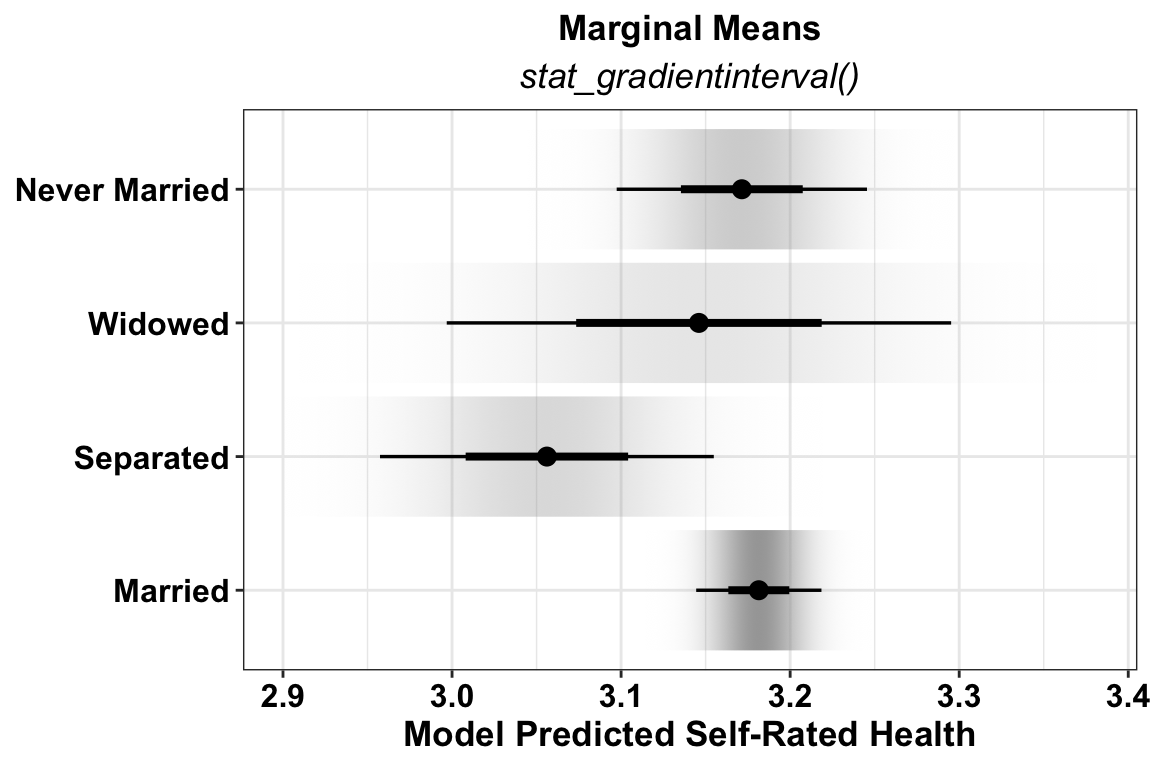 Marginal Means
stat_gradientinterval()
Never Married
Widowed
Separated
Married
2.9 3.0 3.1 3.2 3.3 3.4
Model Predicted Self-Rated Health